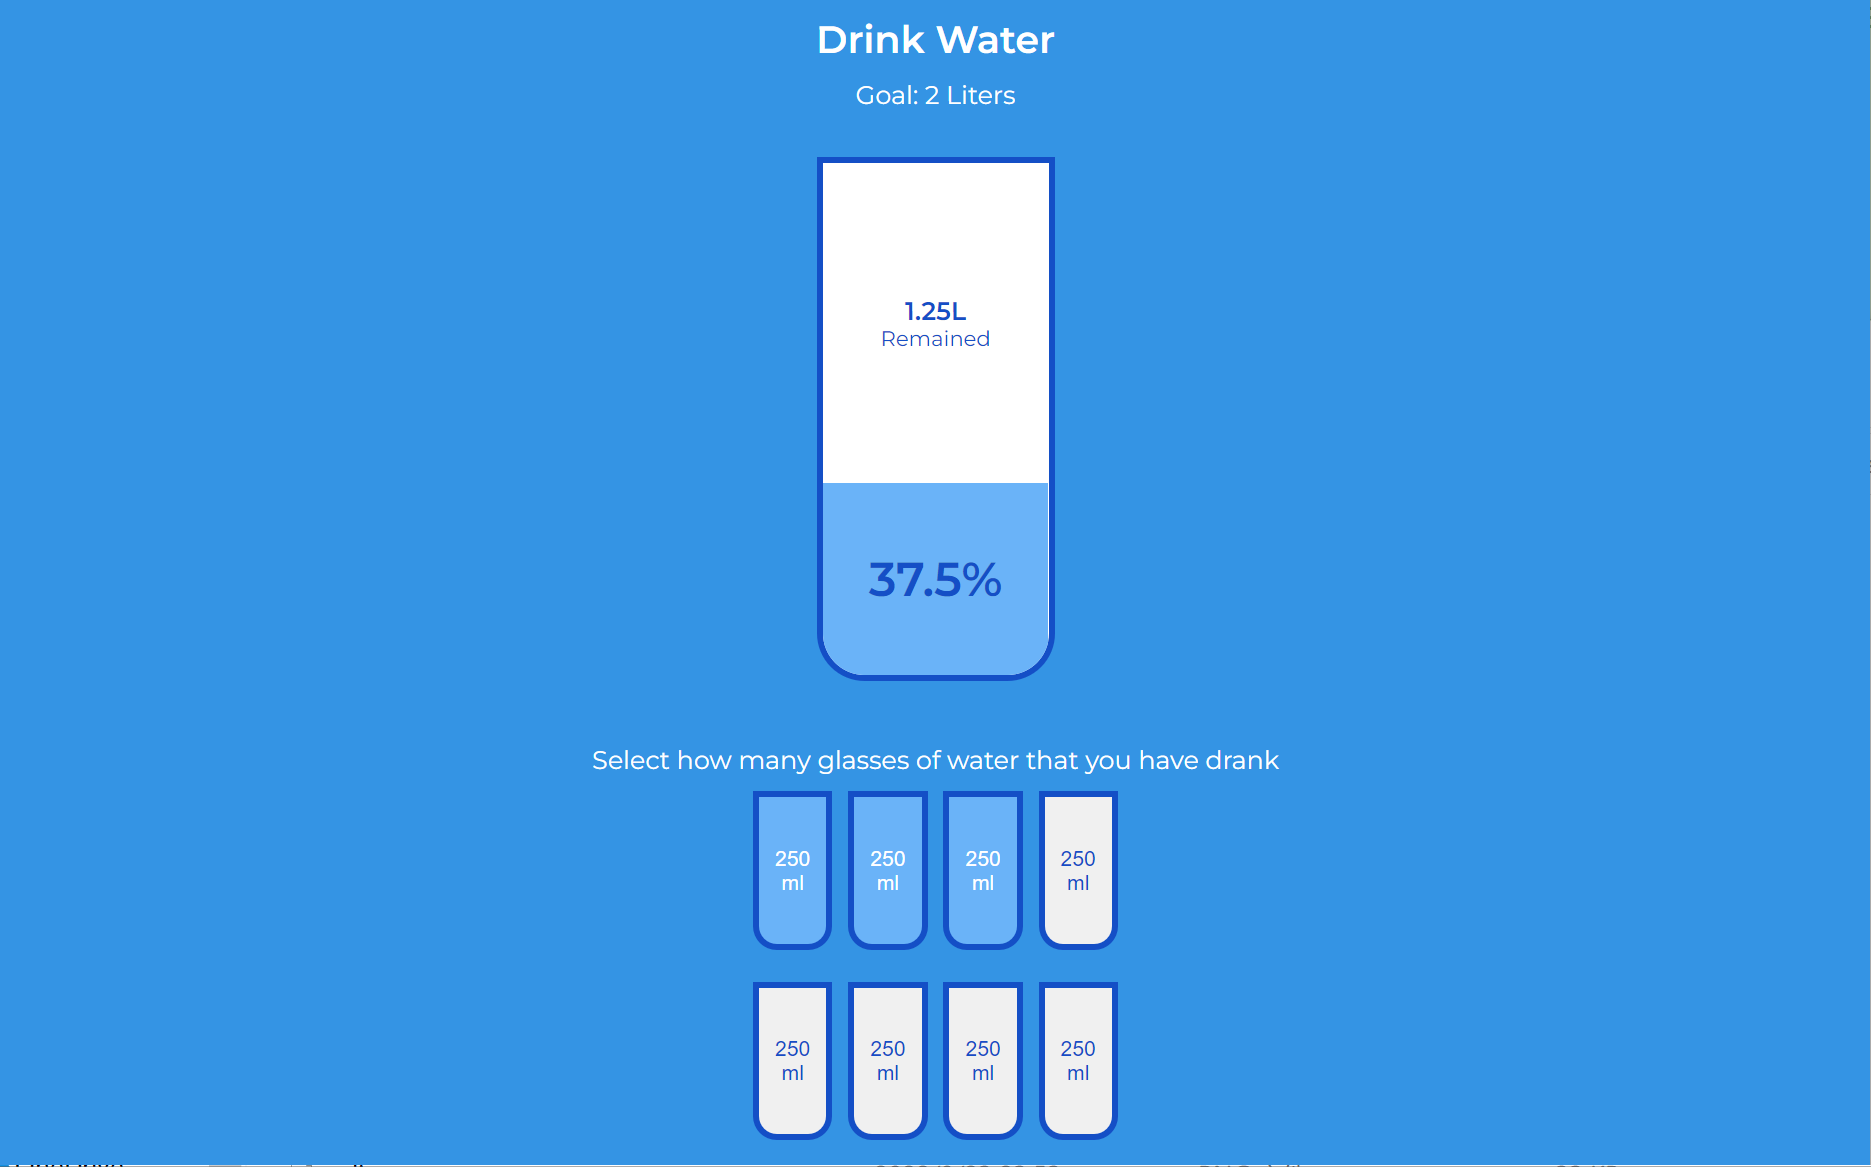 Drink Water
Goal: 2 Liters
1.25L
Remained
37.5%
Select how many glasses of water that you have drank
250 250 250 250
ml ml ml ml
250 250 250 250
ml ml ml ml